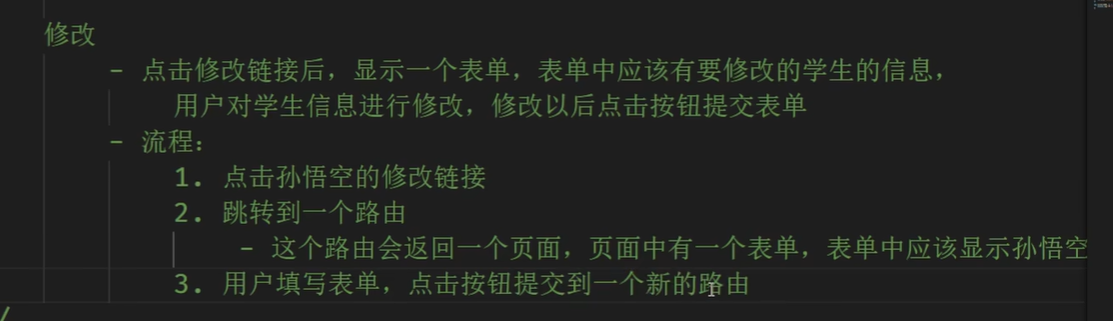 修改
- 点击修改链接后，显示一个表单，表单中应该有要修改的学生的信息，
用户对学生信息进行修改，修改以后点击按钮提交表单
- 流程：
1. 点击孙悟空的修改链接
2. 跳转到一个路由
- 这个路由会返回一个页面，页面中有一个表单，表单中应该显示孙悟空
3. 用户填写表单，点击按钮提交到一个新的路由
/